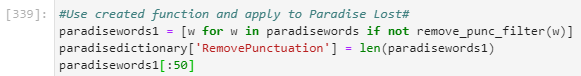 [339]: #Use created function and apply to Paradise Lost#
paradisewords1 = [w for w in paradisewords if not remove_punc_filter(w)]
paradisedictionary['RemovePunctuation'] = len(paradisewords1)
paradisewords1[:50]